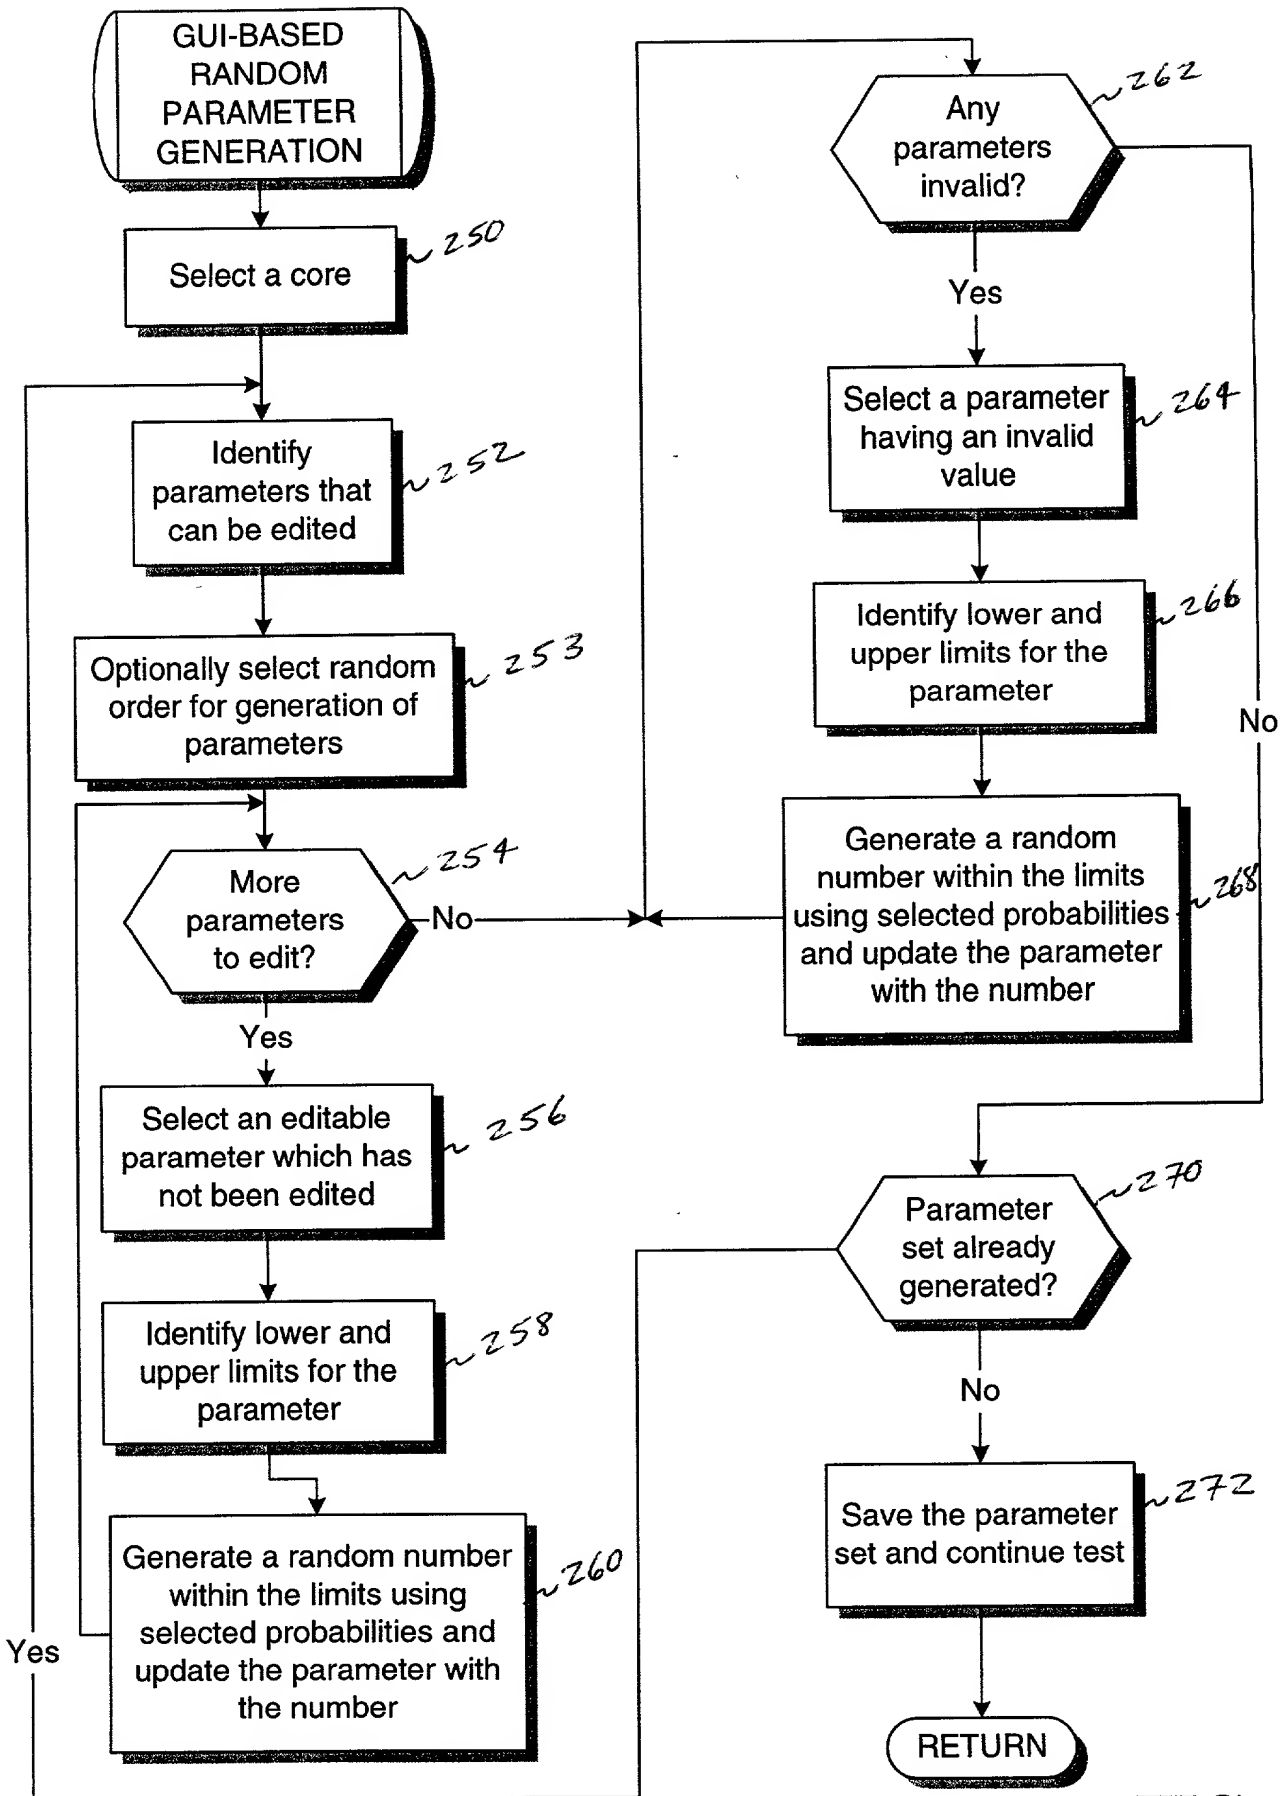 GUI-BASED
RANDOM
PARAMETER
GENERATION
Select a core
250
Identify
parameters that
can be edited
252
Optionally select random
order for generation of
parameters
253
More
parameters
to edit?
254
No
Yes
Select an editable
parameter which has
not been edited
256
Identify lower and
upper limits for the
parameter
258
Generate a random number
within the limits using
selected probabilities and
update the parameter with
the number
260
Yes
Any
parameters
invalid?
262
Yes
No
Select a parameter
having an invalid
value
264
Identify lower and
upper limits for the
parameter
266
Generate a random
number within the limits
using selected probabilities
and update the parameter
with the number
268
Parameter
set already
generated?
270
No
Save the parameter
set and continue test
272
RETURN